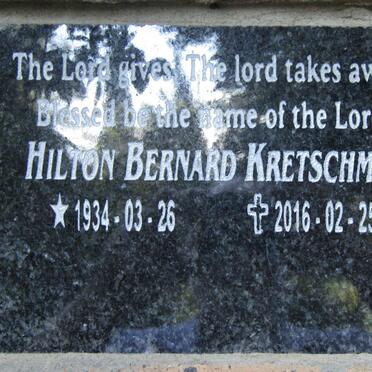 The Lord gives. The lord takes aw
Blessed be the name of the Lor
HILTON BERNARD KRETSCHM
★ 1934 - 03 - 26 ✞ 2016 - 02 - 25